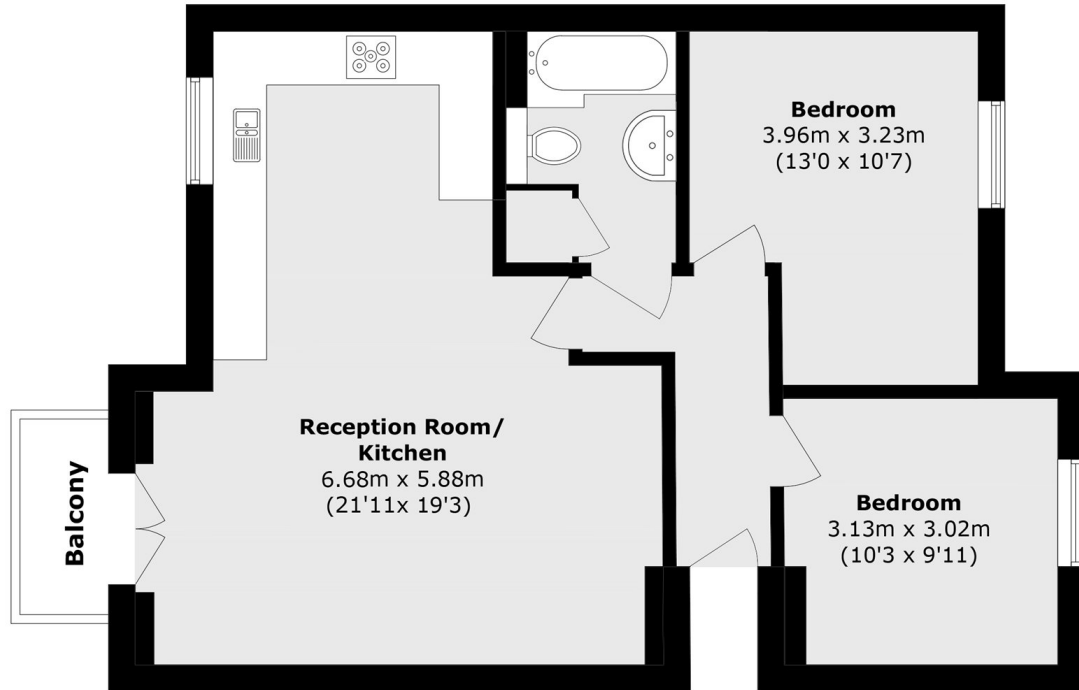 Bedroom
3.96m x 3.23m
(13'0 x 10'7)
Reception Room/
Kitchen
6.68m x 5.88m
(21'11x 19'3)
Balcony
Bedroom
3.13m x 3.02m
(10'3 x 9'11)